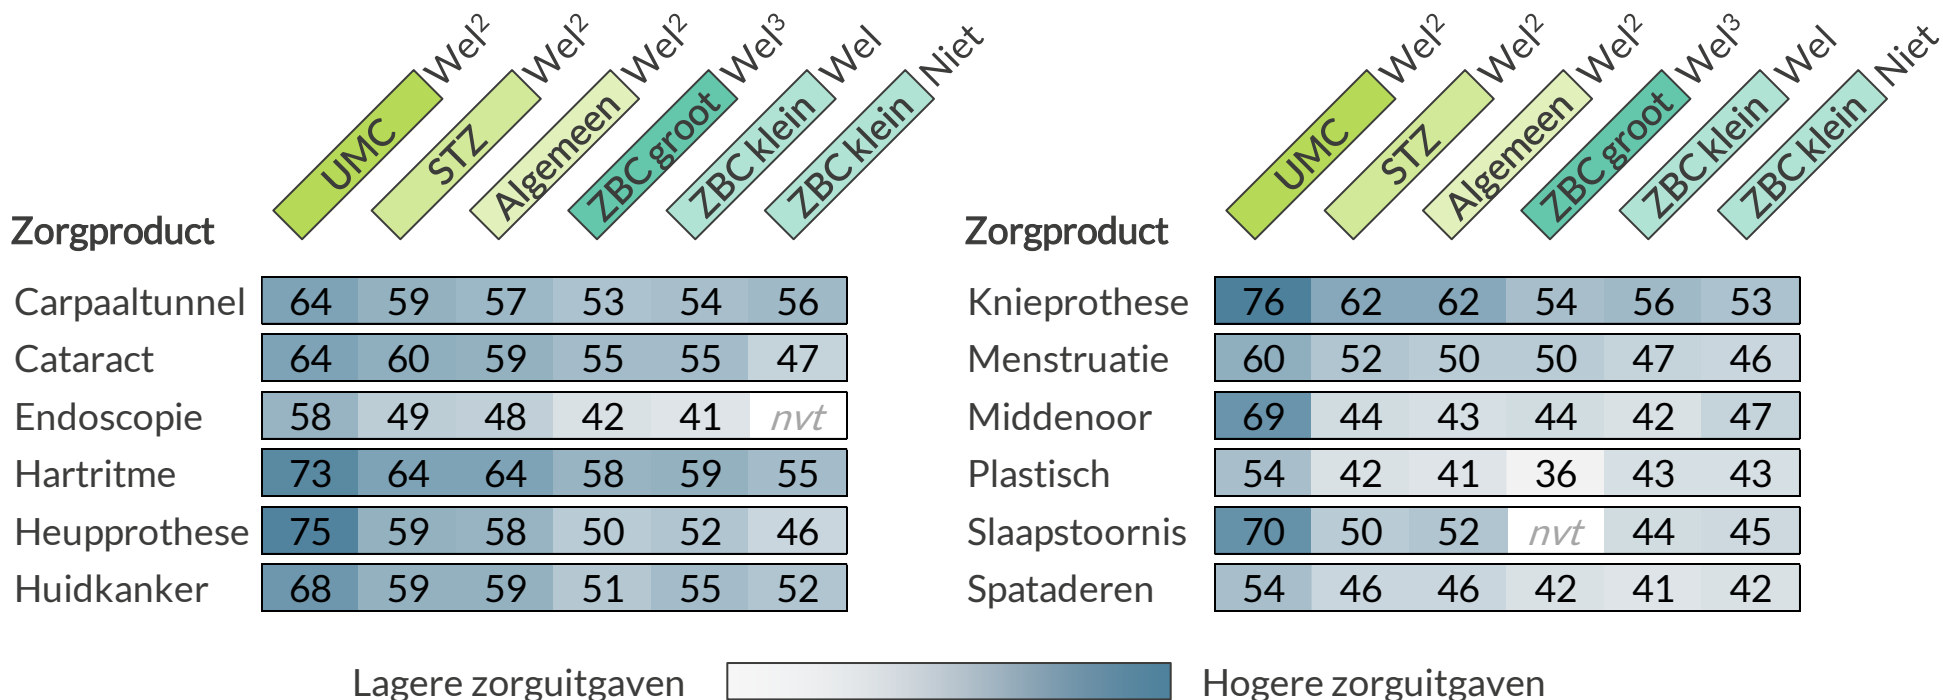 UMC Wel² STZ Wel² Algemeen Wel² ZBC groot Wel³ ZBC klein Wel ZBC klein Niet
Zorgproduct
Carpaaltunnel 64 59 57 53 54 56
Cataract 64 60 59 55 55 47
Endoscopie 58 49 48 42 41 nvt
Hartritme 73 64 64 58 59 55
Heupprothese 75 59 58 50 52 46
Huidkanker 68 59 59 51 55 52
UMC Wel² STZ Wel² Algemeen Wel² ZBC groot Wel³ ZBC klein Wel ZBC klein Niet
Zorgproduct
Knieprothese 76 62 62 54 56 53
Menstruatie 60 52 50 50 47 46
Middenoor 69 44 43 44 42 47
Plastisch 54 42 41 36 43 43
Slaapstoornis 70 50 52 nvt 44 45
Spataderen 54 46 46 42 41 42
Lagere zorguitgaven Hogere zorguitgaven